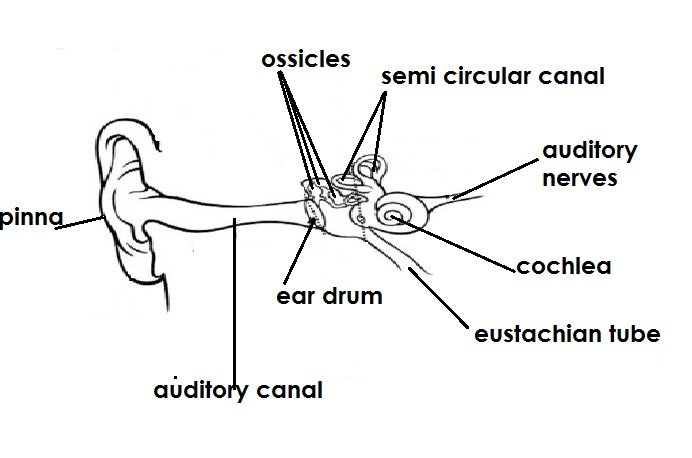 ossicles
semi circular canal
auditory
nerves
pinna
cochlea
ear drum
eustachian tube
auditory canal